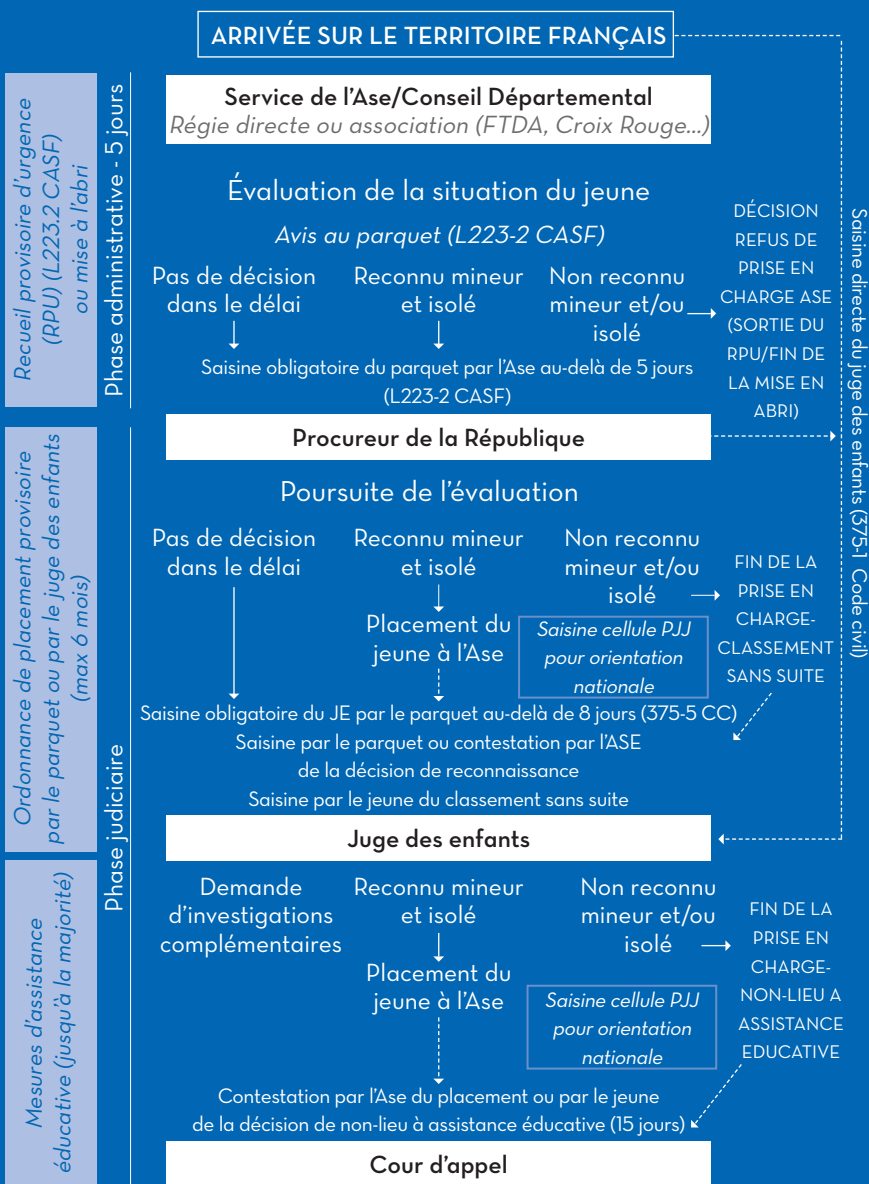 ARRIVÉE SUR LE TERRITOIRE FRANÇAIS
Recueil provisoire d'urgence
(RPU) (L223.2 CASF)
ou mise à l'abri
Phase administrative - 5 jours
Service de l'Ase/Conseil Départemental
Régie directe ou association (FTDA, Croix Rouge...)
Évaluation de la situation du jeune
Avis au parquet (L223-2 CASF)
Pas de décision
dans le délai
Reconnu mineur
et isolé
Non reconnu
mineur et/ou
isolé
DÉCISION
REFUS DE
PRISE EN
CHARGE ASE
(SORTIE DU
RPU/FIN DE
LA MISE EN
ABRI)
Saisine directe du juge des enfants (375-1 Code civil)
Saisine obligatoire du parquet par l'Ase au-delà de 5 jours
(L223-2 CASF)
Ordonnance de placement provisoire
par le parquet ou par le juge des enfants
(max 6 mois)
Phase judiciaire
Procureur de la République
Poursuite de l'évaluation
Pas de décision
dans le délai
Reconnu mineur
et isolé
Non reconnu
mineur et/ou
isolé
FIN DE LA
PRISE EN
CHARGE-
CLASSEMENT
SANS SUITE
Placement du
jeune à l'Ase
Saisine cellule PJJ
pour orientation
nationale
Saisine obligatoire du JE par le parquet au-delà de 8 jours (375-5 CC)
Saisine par le parquet ou contestation par l'ASE
de la décision de reconnaissance
Saisine par le jeune du classement sans suite
Mesures d'assistance
éducative (jusqu'à la majorité)
Juge des enfants
Demande
d'investigations
complémentaires
Reconnu mineur
et isolé
Non reconnu
mineur et/ou
isolé
FIN DE LA
PRISE EN
CHARGE-
NON-LIEU A
ASSISTANCE
EDUCATIVE
Placement du
jeune à l'Ase
Saisine cellule PJJ
pour orientation
nationale
Contestation par l'Ase du placement ou par le jeune
de la décision de non-lieu à assistance éducative (15 jours)
Cour d'appel